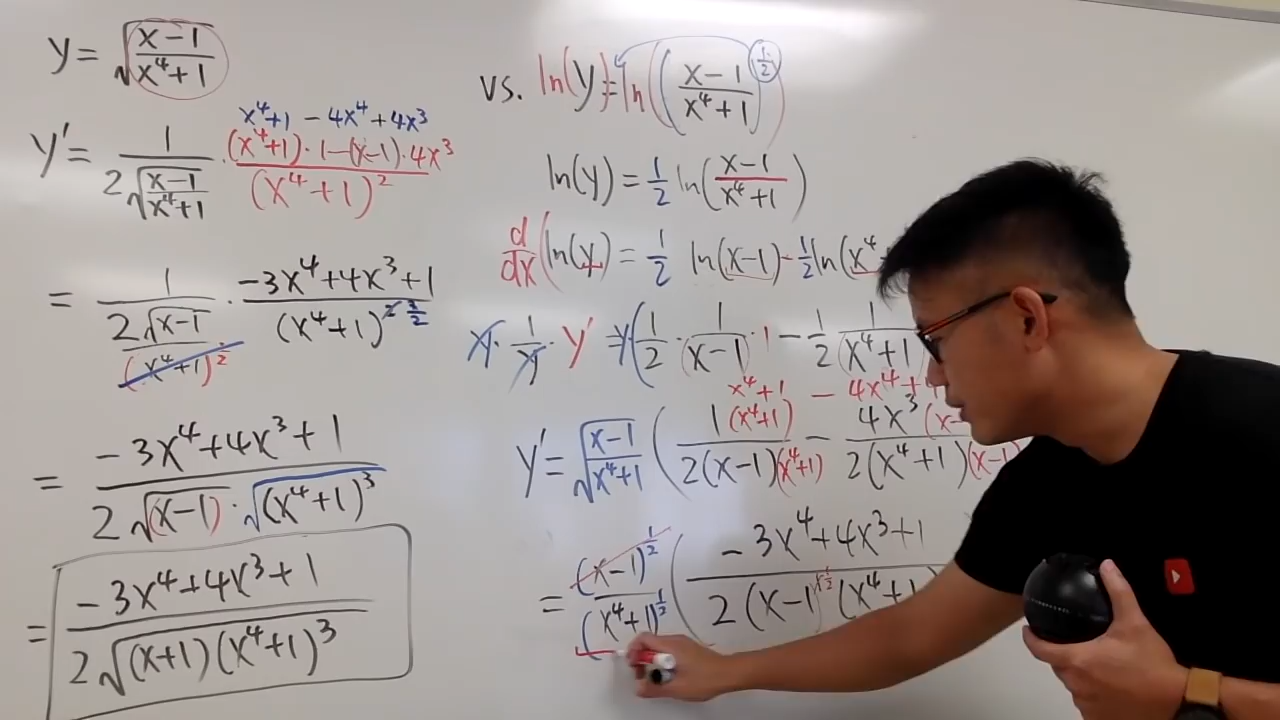 y = √((x-1)/(x⁴+1))
x⁴+1 - 4x⁴+4x³
y' = 1/(2√((x-1)/(x⁴+1))) · ((x⁴+1)·1-(x-1)·4x³)/(x⁴+1)²
= 1/(2√(x-1)/(x⁴+1)²) · (-3x⁴+4x³+1)/(x⁴+1)^(2 3/2)
= (-3x⁴+4x³+1)/(2√(x-1) · √(x⁴+1)³)
= (-3x⁴+4x³+1)/(2√((x+1)(x⁴+1)³))
vs. ln(y) = ln(((x-1)/(x⁴+1))^(1/2))
ln(y) = 1/2 ln((x-1)/(x⁴+1))
d/dx (ln(y) = 1/2 ln(x-1) - 1/2 ln(x⁴
y · 1/y · y' = y(1/2 · 1/(x-1) · 1 - 1/2 1/(x⁴+1)
x⁴+1 - 4x⁴+4
y' = √((x-1)/(x⁴+1)) (1(x⁴+1)/(2(x-1)(x⁴+1)) - 4x³(x-/(2(x⁴+1)(x-1)
= (x-1)^(1/2)/(x⁴+1)^(1/2) ((-3x⁴+4x³+1)/(2(x-1)^(1/2)(x⁴+1)